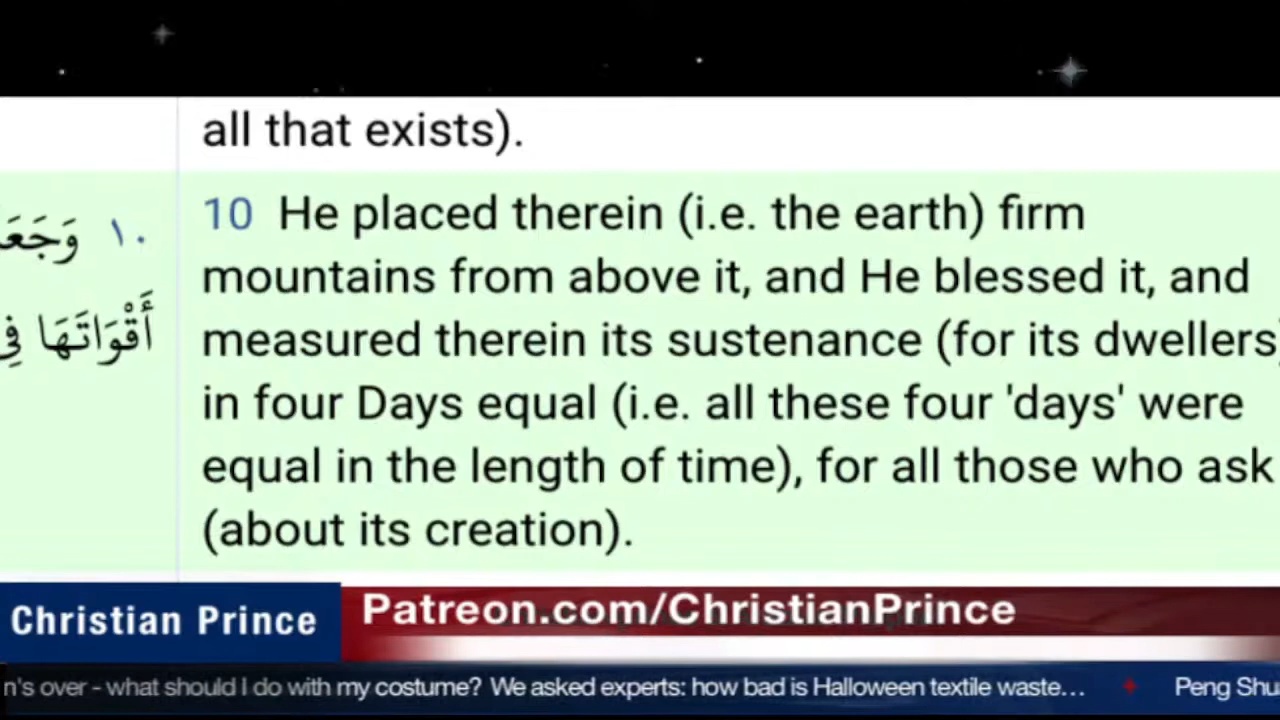 all that exists).
١٠ وَجَعَ
أَقْوَاتَهَا فِي
10 He placed therein (i.e. the earth) firm
mountains from above it, and He blessed it, and
measured therein its sustenance (for its dwellers)
in four Days equal (i.e. all these four 'days' were
equal in the length of time), for all those who ask
(about its creation).
Christian Prince
Patreon.com/ChristianPrince
n's over - what should I do with my costume? We asked experts: how bad is Halloween textile waste... Peng Shu